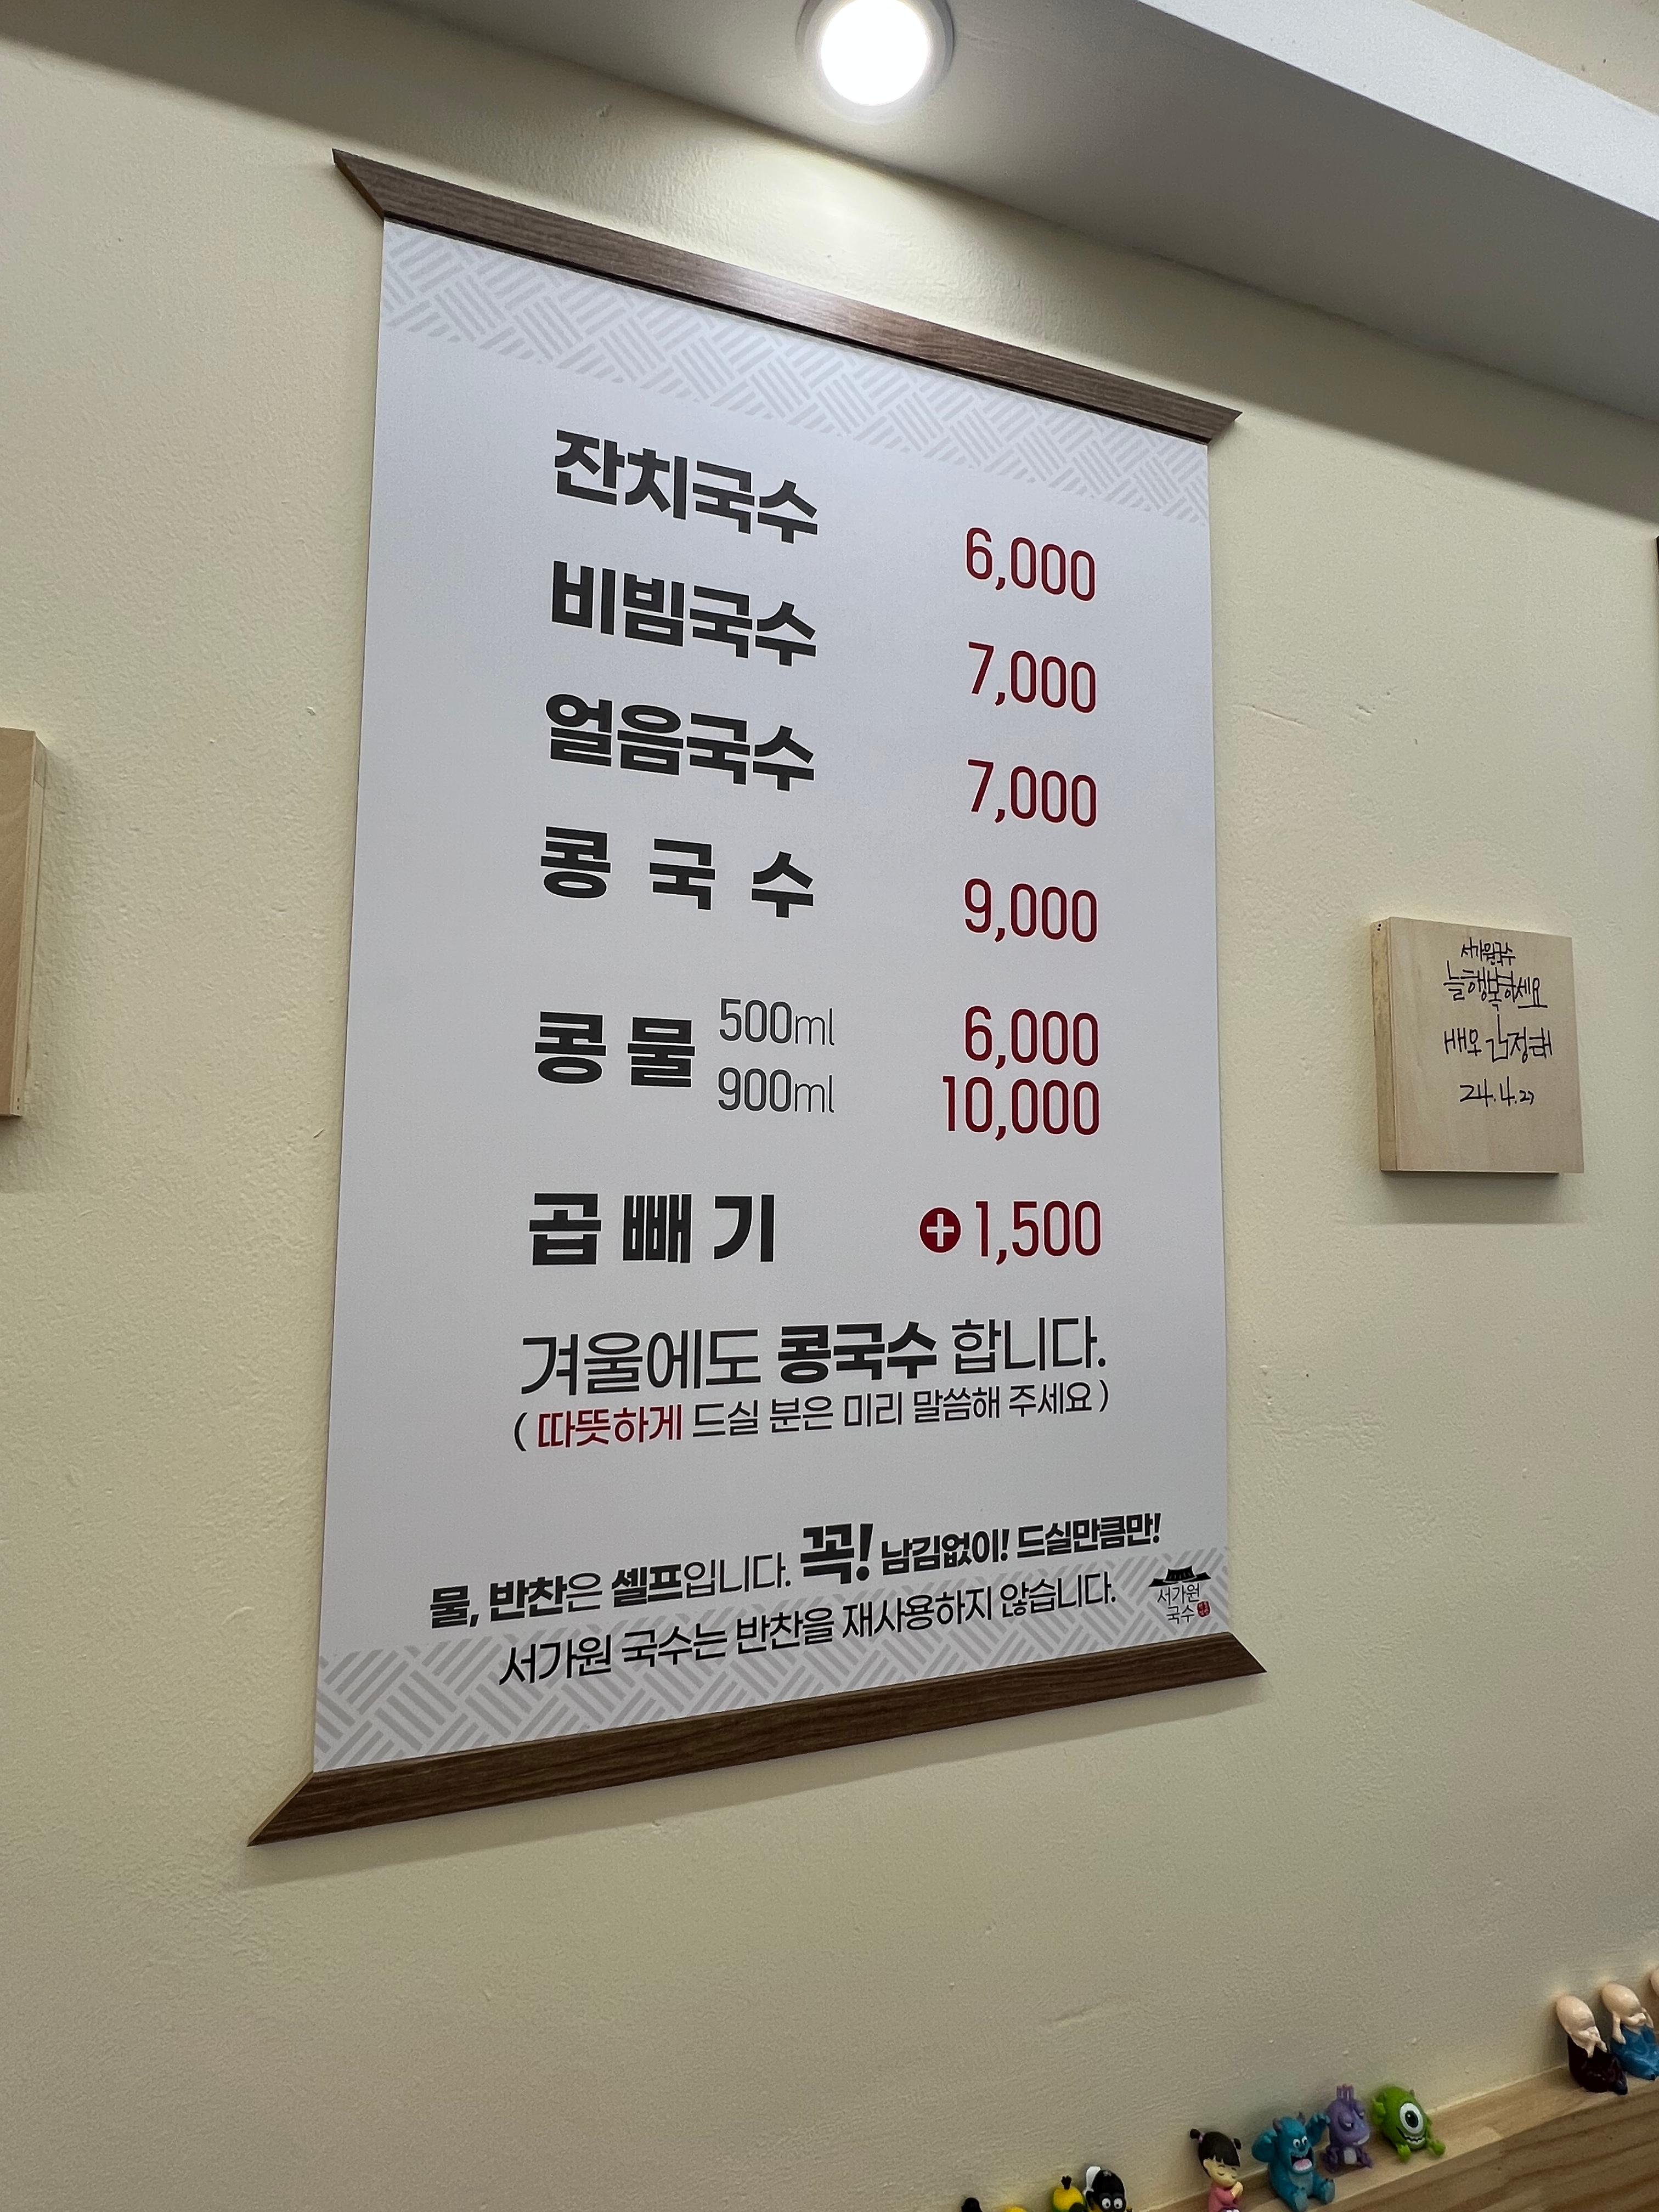 잔치국수 6,000
비빔국수 7,000
얼음국수 7,000
콩 국 수 9,000
콩 물 500ml 6,000
900ml 10,000
곱 빼 기 +1,500
겨울에도 콩국수 합니다.
( 따뜻하게 드실 분은 미리 말씀해 주세요 )
물, 반찬은 셀프입니다. 꼭! 남김없이! 드실만큼만!
서가원 국수는 반찬을 재사용하지 않습니다.
서가원
국수
서가원국수
늘행복하세요
배우 김정해
24.4.27